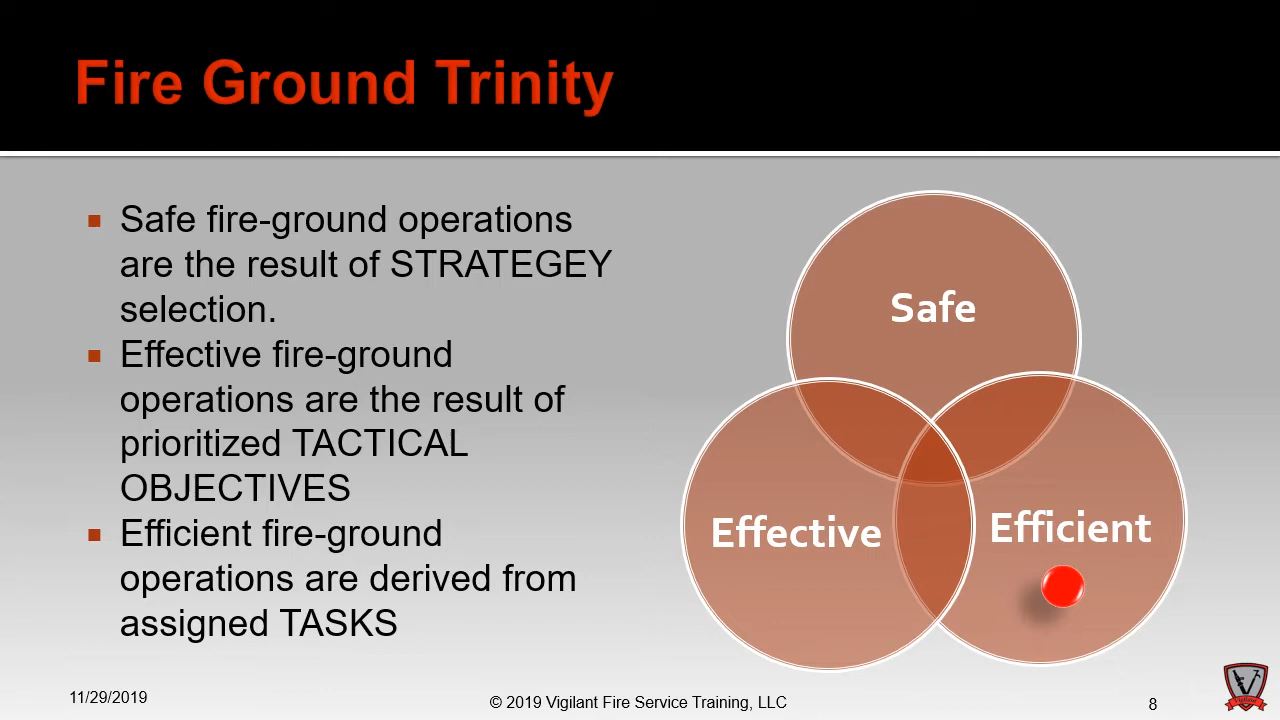 Fire Ground Trinity
Safe fire-ground operations
are the result of STRATEGEY
selection.
Effective fire-ground
operations are the result of
prioritized TACTICAL
OBJECTIVES
Efficient fire-ground
operations are derived from
assigned TASKS
Safe
Effective
Efficient
11/29/2019
© 2019 Vigilant Fire Service Training, LLC
8
Vigilant